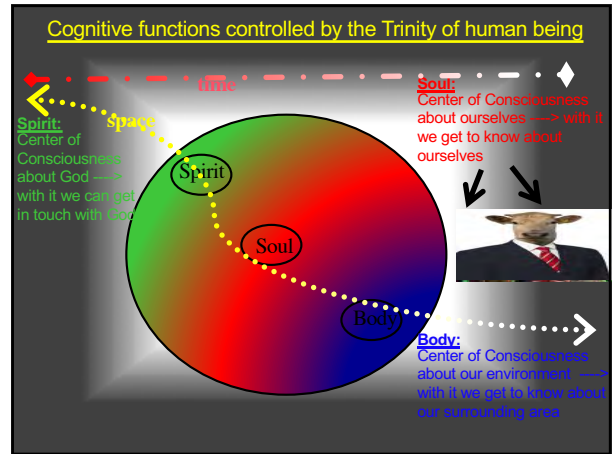 Cognitive functions controlled by the Trinity of human being
time
space
Spirit:
Center of
Consciousness
about God ---->
with it we can get
in touch with God
Soul:
Center of Consciousness
about ourselves ----> with it
we get to know about
ourselves
Spirit
Soul
Body
Body:
Center of Consciousness
about our environment ---->
with it we get to know about
our surrounding area